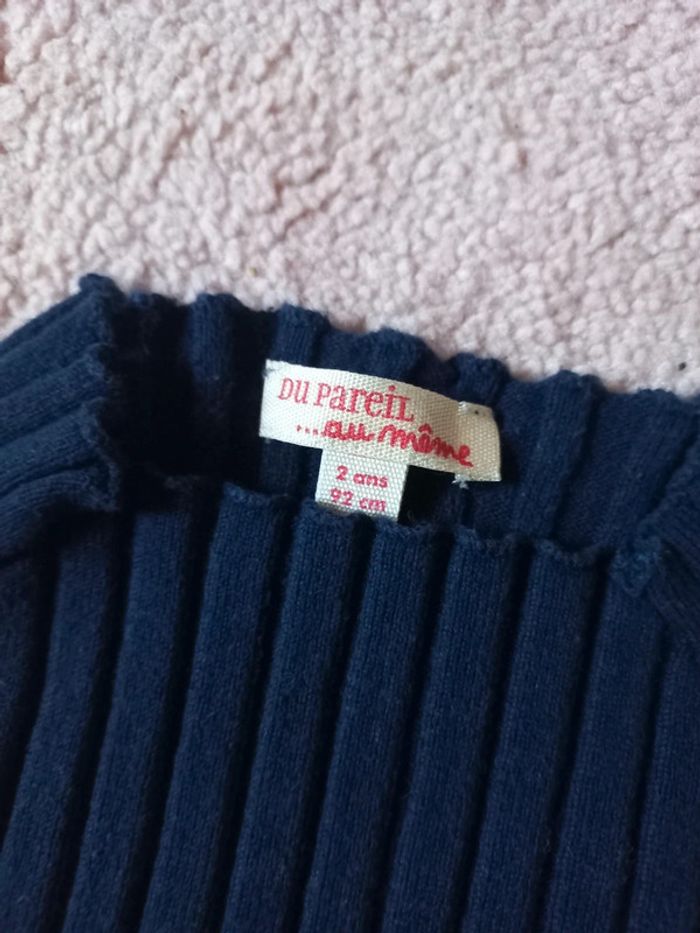 DU PareiL
....au même
2 ans
92 cm